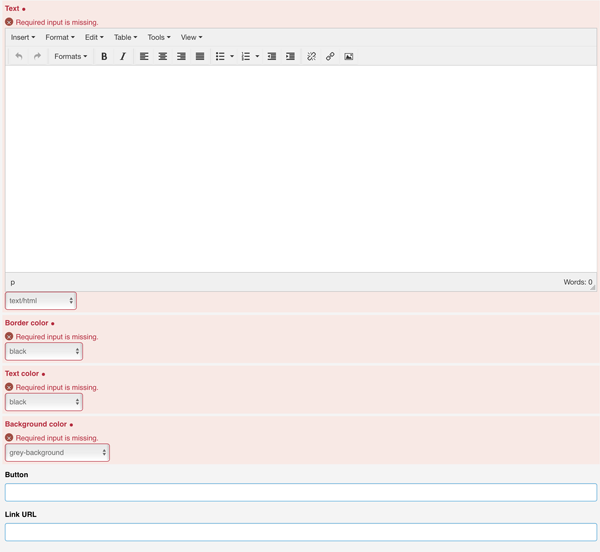 Text
Required input is missing.
Insert Format Edit Table Tools View
Formats B I
p Words: 0
text/html
Border color
Required input is missing.
black
Text color
Required input is missing.
black
Background color
Required input is missing.
grey-background
Button
Link URL